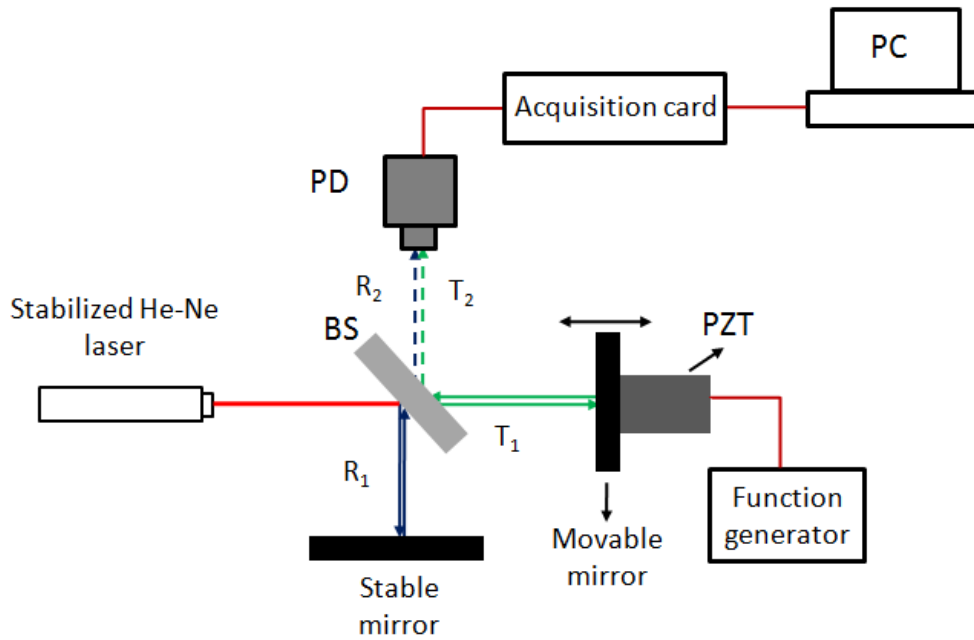 PC
Acquisition card
PD
R2
T2
Stabilized He-Ne
laser
BS
PZT
T1
R1
Function
generator
Movable
mirror
Stable
mirror